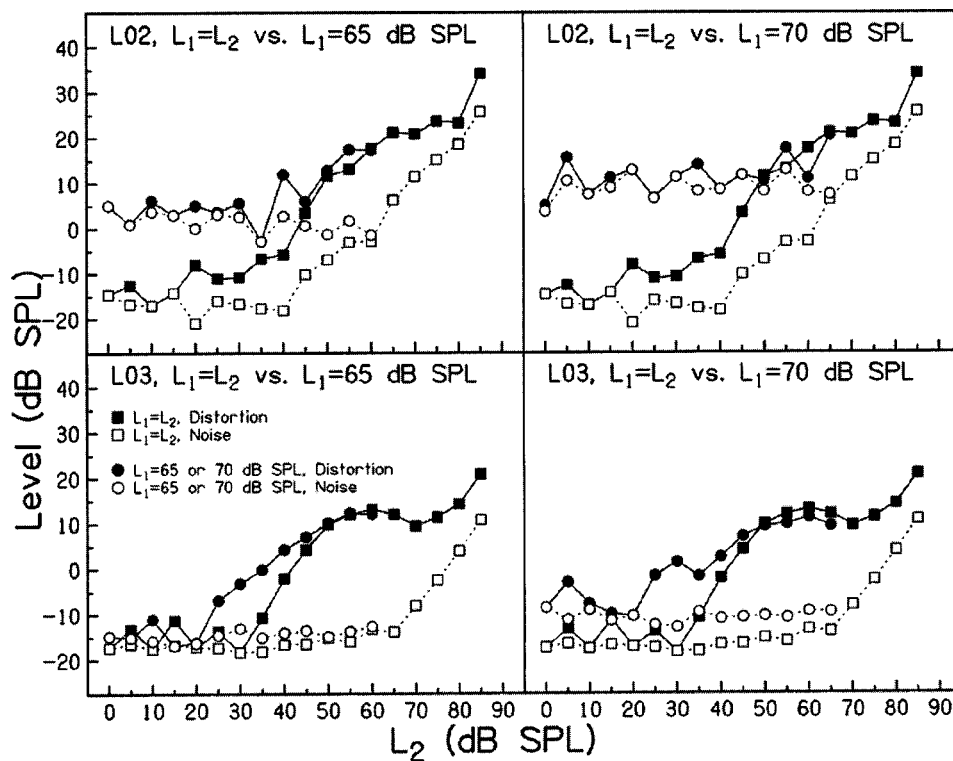 L02, L₁=L₂ vs. L₁=65 dB SPL
L02, L₁=L₂ vs. L₁=70 dB SPL
40
30
20
10
0
-10
-20
L03, L₁=L₂ vs. L₁=65 dB SPL
L03, L₁=L₂ vs. L₁=70 dB SPL
L₁=L₂, Distortion
L₁=L₂, Noise
L₁=65 or 70 dB SPL, Distortion
L₁=65 or 70 dB SPL, Noise
40
30
20
10
0
-10
-20
Level (dB SPL)
0 10 20 30 40 50 60 70 80 90
0 10 20 30 40 50 60 70 80 90
L₂ (dB SPL)